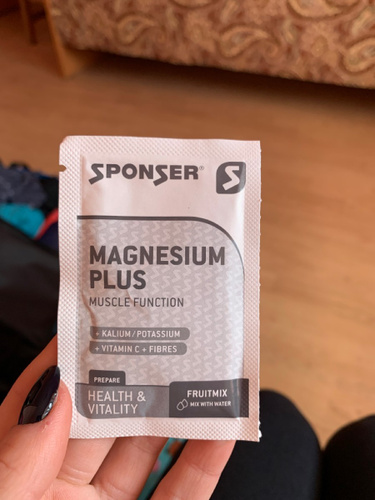 SPONSER®
S
MAGNESIUM
PLUS
MUSCLE FUNCTION
+ KALIUM/POTASSIUM
+ VITAMIN C + FIBRES
PREPARE
HEALTH &
VITALITY
FRUITMIX
MIX WITH WATER